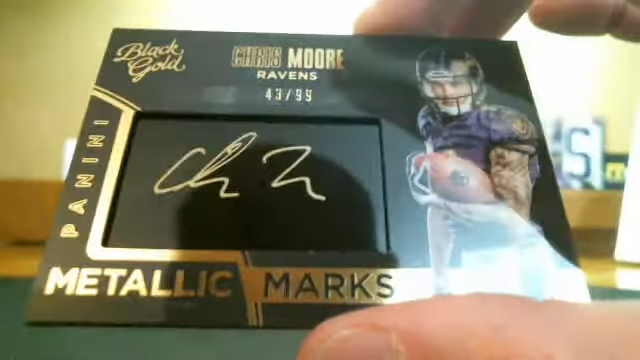 Black
Gold
CHRIS MOORE
RAVENS
43/99
PANINI
METALLIC MARKS